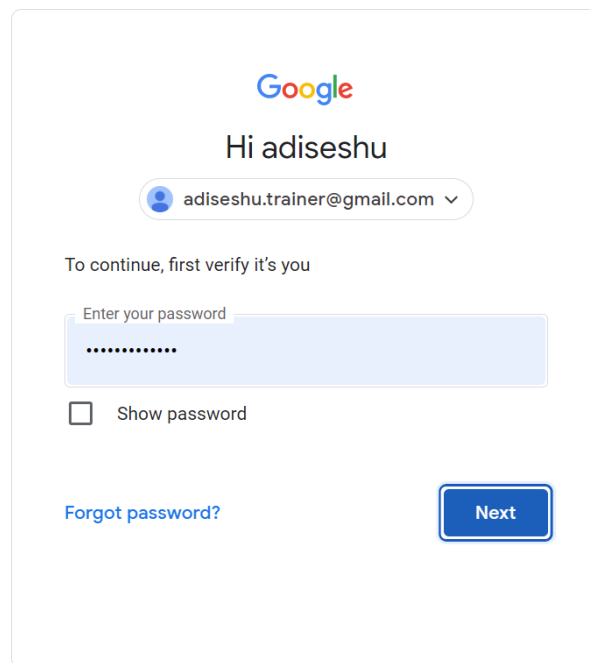 Google
Hi adiseshu
adiseshu.trainer@gmail.com
To continue, first verify it’s you
Enter your password
•••••••••••••
Show password
Forgot password?
Next